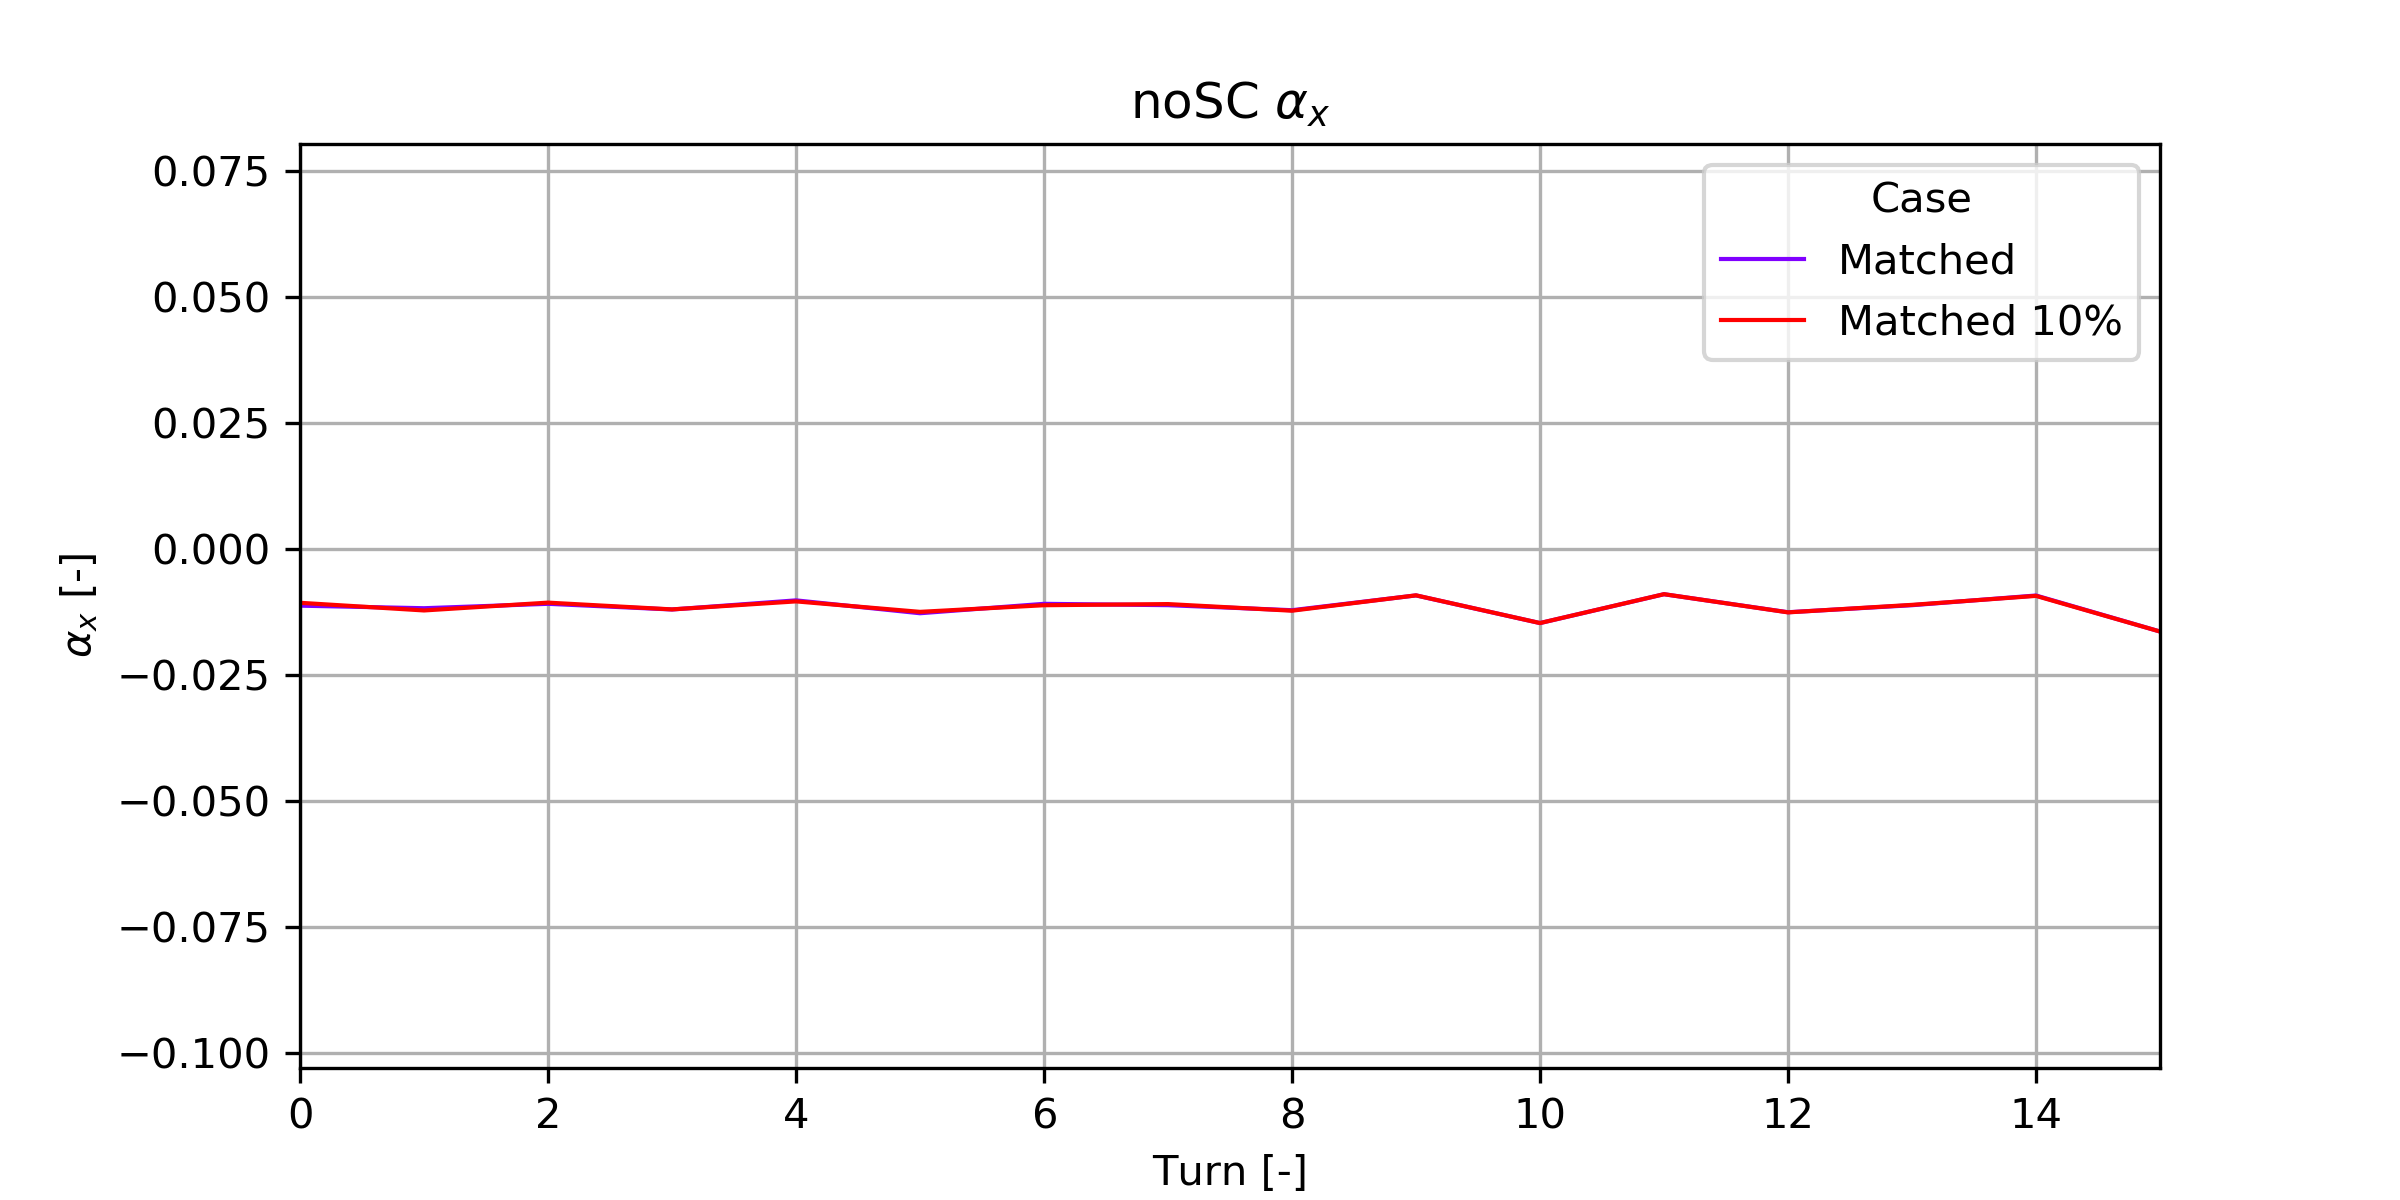 noSC αₓ
0.075
0.050
0.025
0.000
−0.025
−0.050
−0.075
−0.100
αₓ [-]
Case
Matched
Matched 10%
0 2 4 6 8 10 12 14
Turn [-]